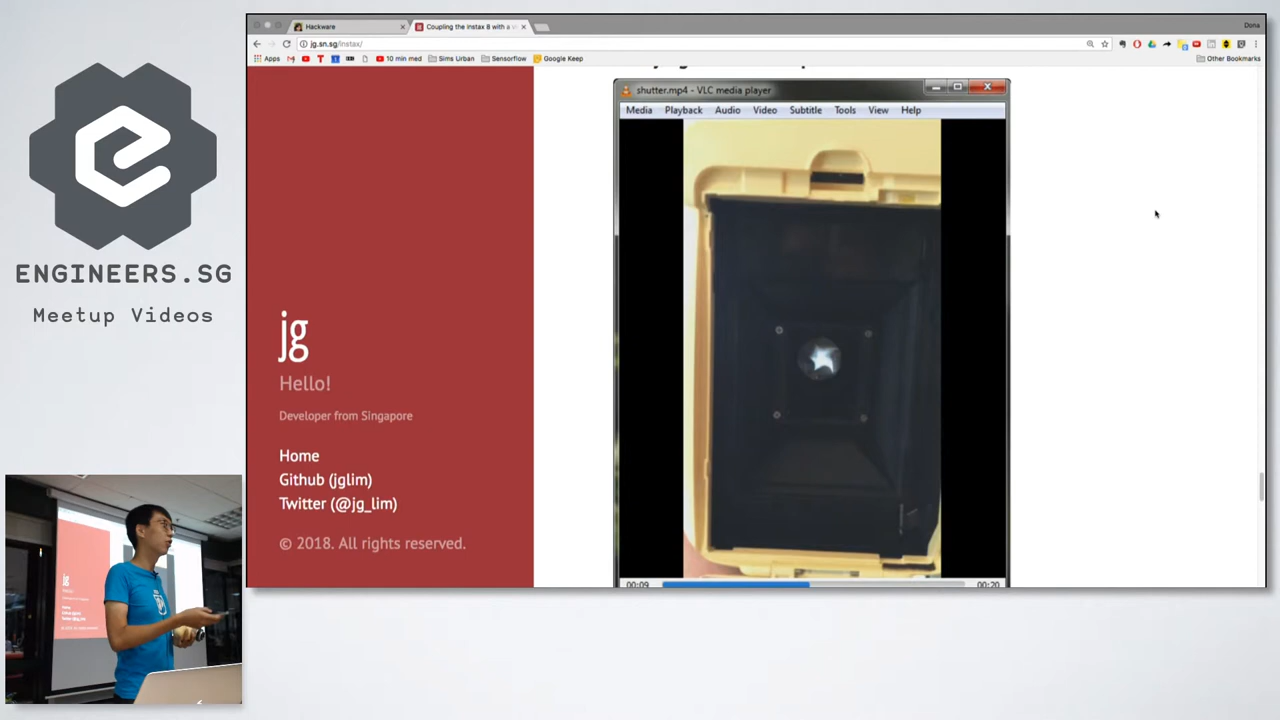 ENGINEERS.SG
Meetup Videos
Hackware
Coupling the instax 8 with a
Dona
jg.sn.sg/instax/
Apps
10 min med
Sims Urban
Sensorflow
Google Keep
Other Bookmarks
shutter.mp4 - VLC media player
Media Playback Audio Video Subtitle Tools View Help
jg
Hello!
Developer from Singapore
Home
Github (jglim)
Twitter (@jg_lim)
© 2018. All rights reserved.
00:09
00:20
jg